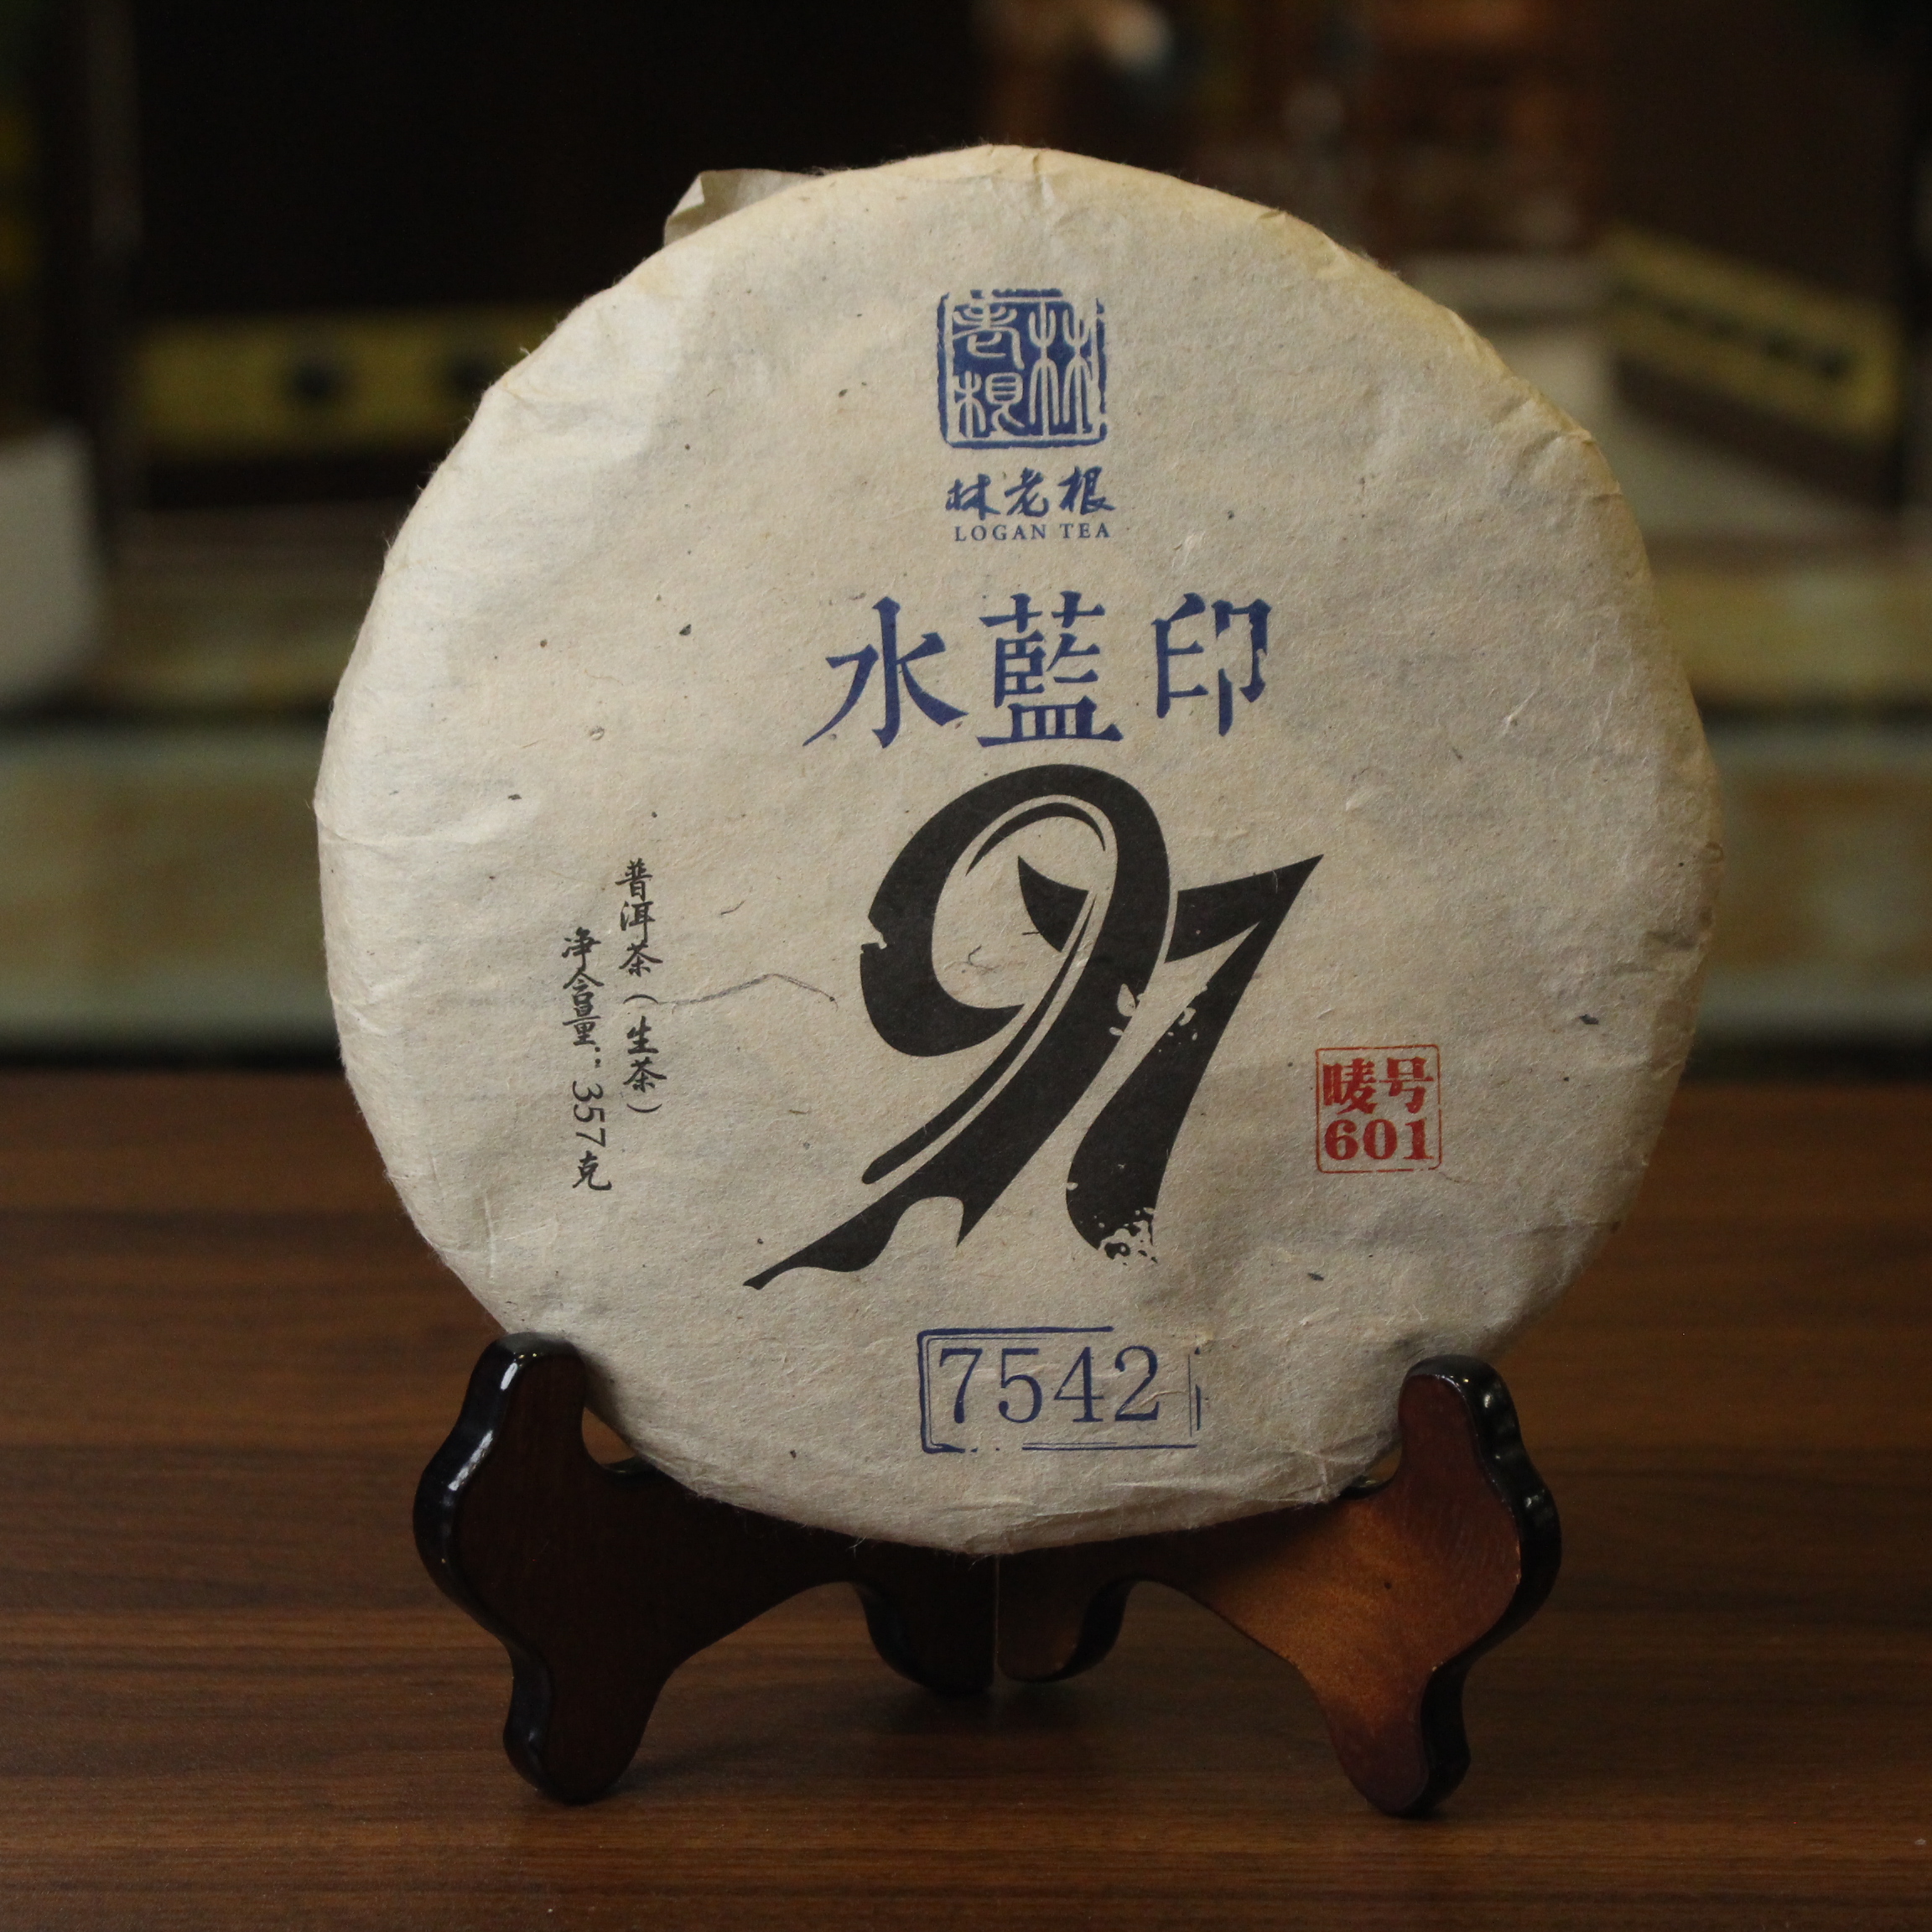 林老根
林老根
LOGAN TEA
水藍印
97
普洱茶（生茶）
净含量：357克
唛号
601
7542